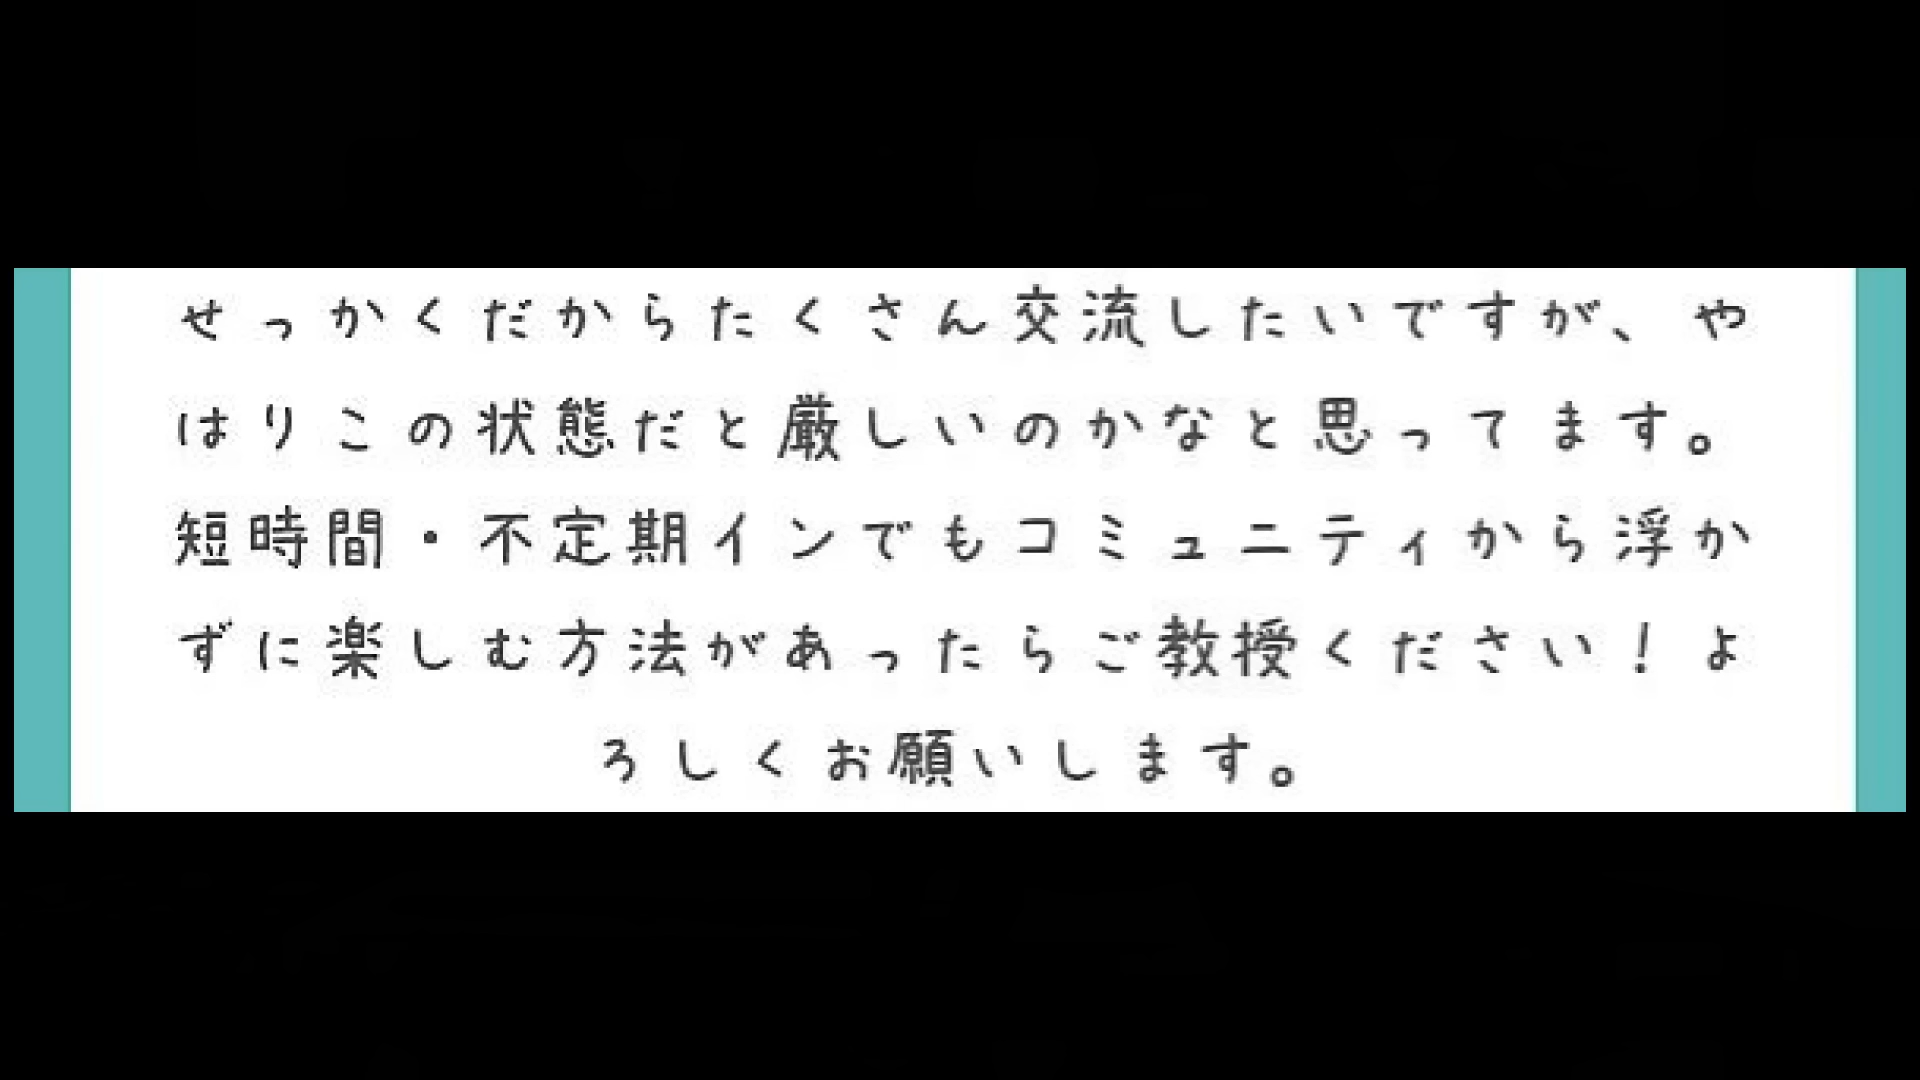 せっかくだからたくさん交流したいですが、や
はりこの状態だと厳しいのかなと思ってます。
短時間・不定期インでもコミュニティから浮か
ずに楽しむ方法があったらご教授ください！よ
ろしくお願いします。